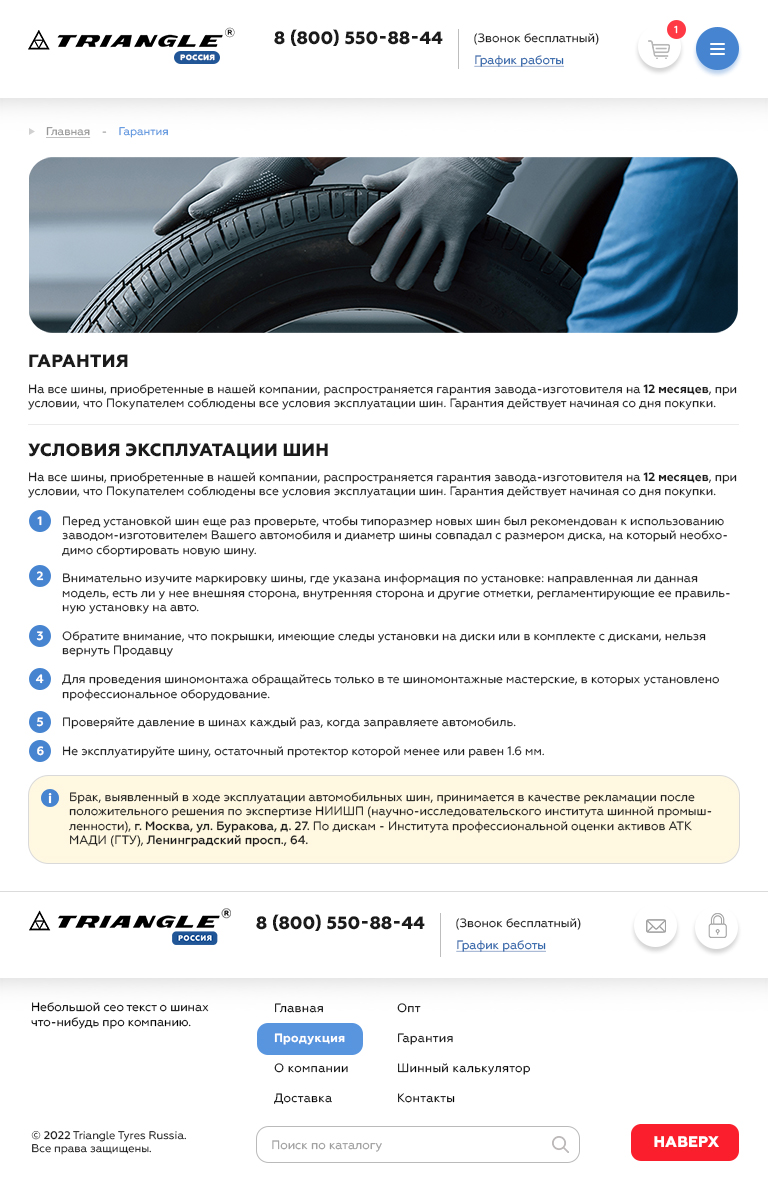 TRIANGLE®
РОССИЯ
8 (800) 550-88-44
(Звонок бесплатный)
График работы
1
Главная - Гарантия
ГАРАНТИЯ
На все шины, приобретенные в нашей компании, распространяется гарантия завода-изготовителя на 12 месяцев, при
условии, что Покупателем соблюдены все условия эксплуатации шин. Гарантия действует начиная со дня покупки.
УСЛОВИЯ ЭКСПЛУАТАЦИИ ШИН
На все шины, приобретенные в нашей компании, распространяется гарантия завода-изготовителя на 12 месяцев, при
условии, что Покупателем соблюдены все условия эксплуатации шин. Гарантия действует начиная со дня покупки.
1 Перед установкой шин еще раз проверьте, чтобы типоразмер новых шин был рекомендован к использованию
заводом-изготовителем Вашего автомобиля и диаметр шины совпадал с размером диска, на который необхо-
димо сбортировать новую шину.
2 Внимательно изучите маркировку шины, где указана информация по установке: направленная ли данная
модель, есть ли у нее внешняя сторона, внутренняя сторона и другие отметки, регламентирующие ее правиль-
ную установку на авто.
3 Обратите внимание, что покрышки, имеющие следы установки на диски или в комплекте с дисками, нельзя
вернуть Продавцу
4 Для проведения шиномонтажа обращайтесь только в те шиномонтажные мастерские, в которых установлено
профессиональное оборудование.
5 Проверяйте давление в шинах каждый раз, когда заправляете автомобиль.
6 Не эксплуатируйте шину, остаточный протектор которой менее или равен 1.6 мм.
i Брак, выявленный в ходе эксплуатации автомобильных шин, принимается в качестве рекламации после
положительного решения по экспертизе НИИШП (научно-исследовательского института шинной промыш-
ленности), г. Москва, ул. Буракова, д. 27. По дискам - Института профессиональной оценки активов АТК
МАДИ (ГТУ), Ленинградский просп., 64.
TRIANGLE®
РОССИЯ
8 (800) 550-88-44
(Звонок бесплатный)
График работы
Небольшой сео текст о шинах
что-нибудь про компанию.
Главная
Продукция
О компании
Доставка
Опт
Гарантия
Шинный калькулятор
Контакты
© 2022 Triangle Tyres Russia.
Все права защищены.
Поиск по каталогу
НАВЕРХ